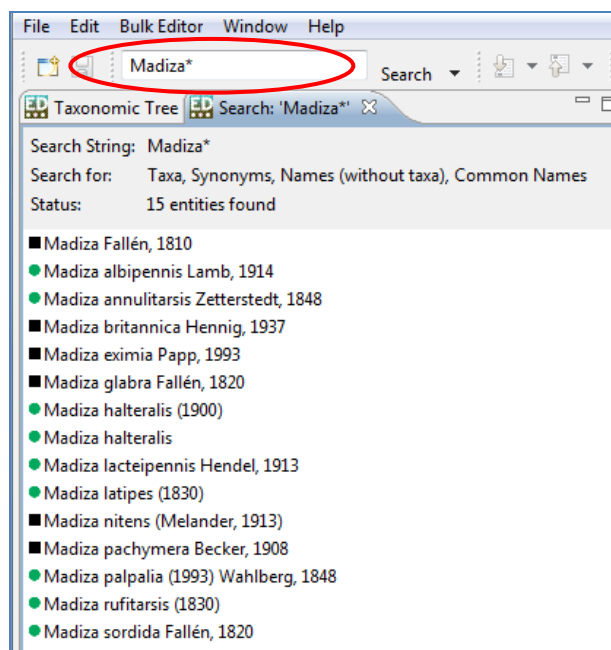 File Edit Bulk Editor Window Help
Madiza* Search
Taxonomic Tree Search: 'Madiza*'
Search String: Madiza*
Search for: Taxa, Synonyms, Names (without taxa), Common Names
Status: 15 entities found
Madiza Fallén, 1810
Madiza albipennis Lamb, 1914
Madiza annulitarsis Zetterstedt, 1848
Madiza britannica Hennig, 1937
Madiza eximia Papp, 1993
Madiza glabra Fallén, 1820
Madiza halteralis (1900)
Madiza halteralis
Madiza lacteipennis Hendel, 1913
Madiza latipes (1830)
Madiza nitens (Melander, 1913)
Madiza pachymera Becker, 1908
Madiza palpalia (1993) Wahlberg, 1848
Madiza rufitarsis (1830)
Madiza sordida Fallén, 1820